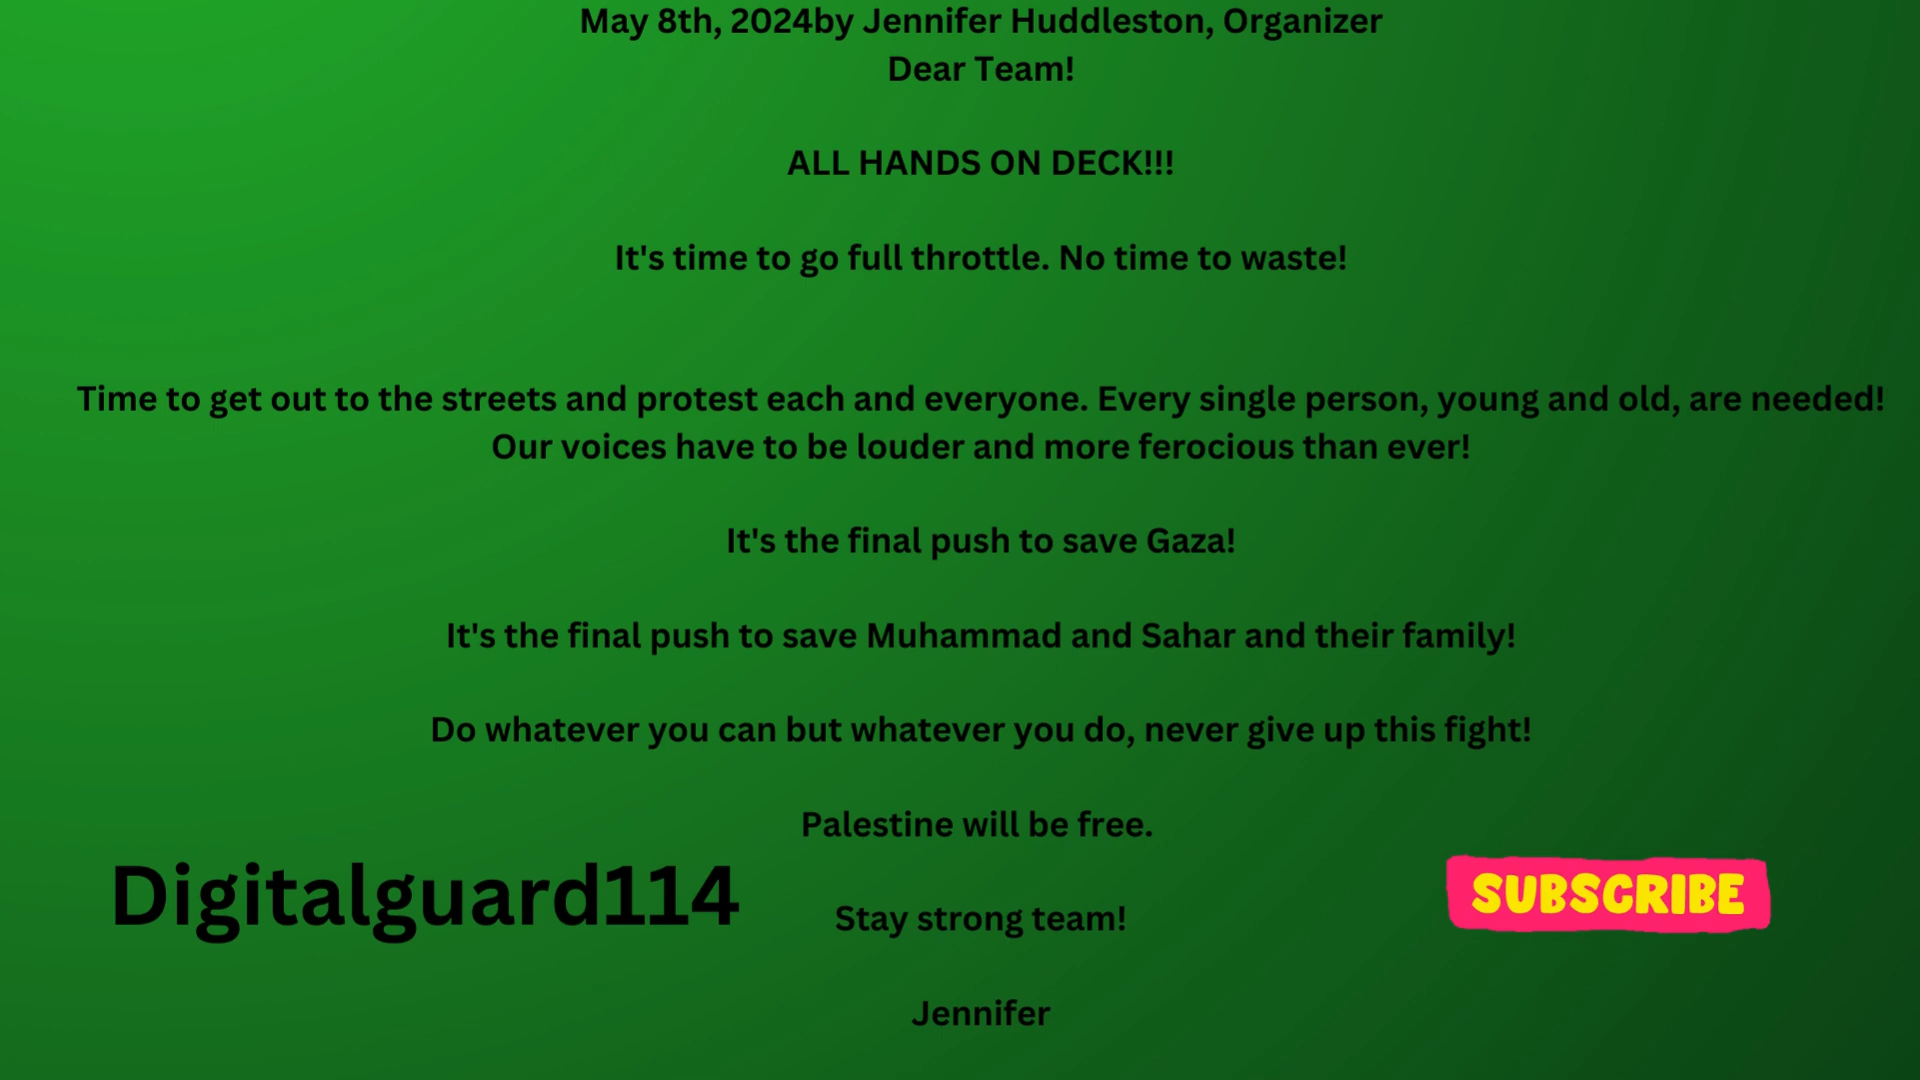 May 8th, 2024by Jennifer Huddleston, Organizer
Dear Team!
ALL HANDS ON DECK!!!
It's time to go full throttle. No time to waste!
Time to get out to the streets and protest each and everyone. Every single person, young and old, are needed!
Our voices have to be louder and more ferocious than ever!
It's the final push to save Gaza!
It's the final push to save Muhammad and Sahar and their family!
Do whatever you can but whatever you do, never give up this fight!
Palestine will be free.
Digitalguard114
SUBSCRIBE
Stay strong team!
Jennifer